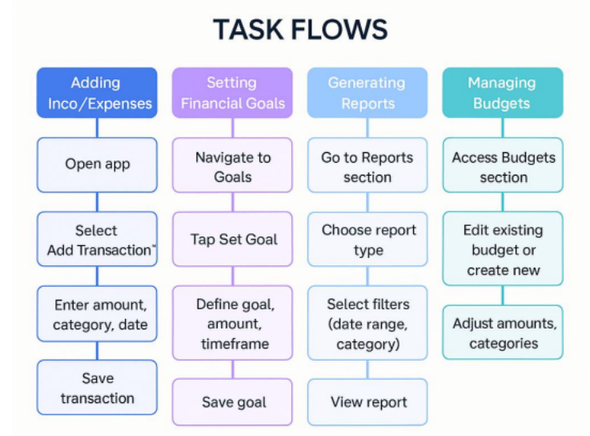 TASK FLOWS
Adding
Inco/Expenses
Open app
Select
Add Transaction"
Enter amount,
category, date
Save
transaction
Setting
Financial Goals
Navigate to
Goals
Tap Set Goal
Define goal,
amount,
timeframe
Save goal
Generating
Reports
Go to Reports
section
Choose report
type
Select filters
(date range,
category)
View report
Managing
Budgets
Access Budgets
section
Edit existing
budget or
create new
Adjust amounts,
categories